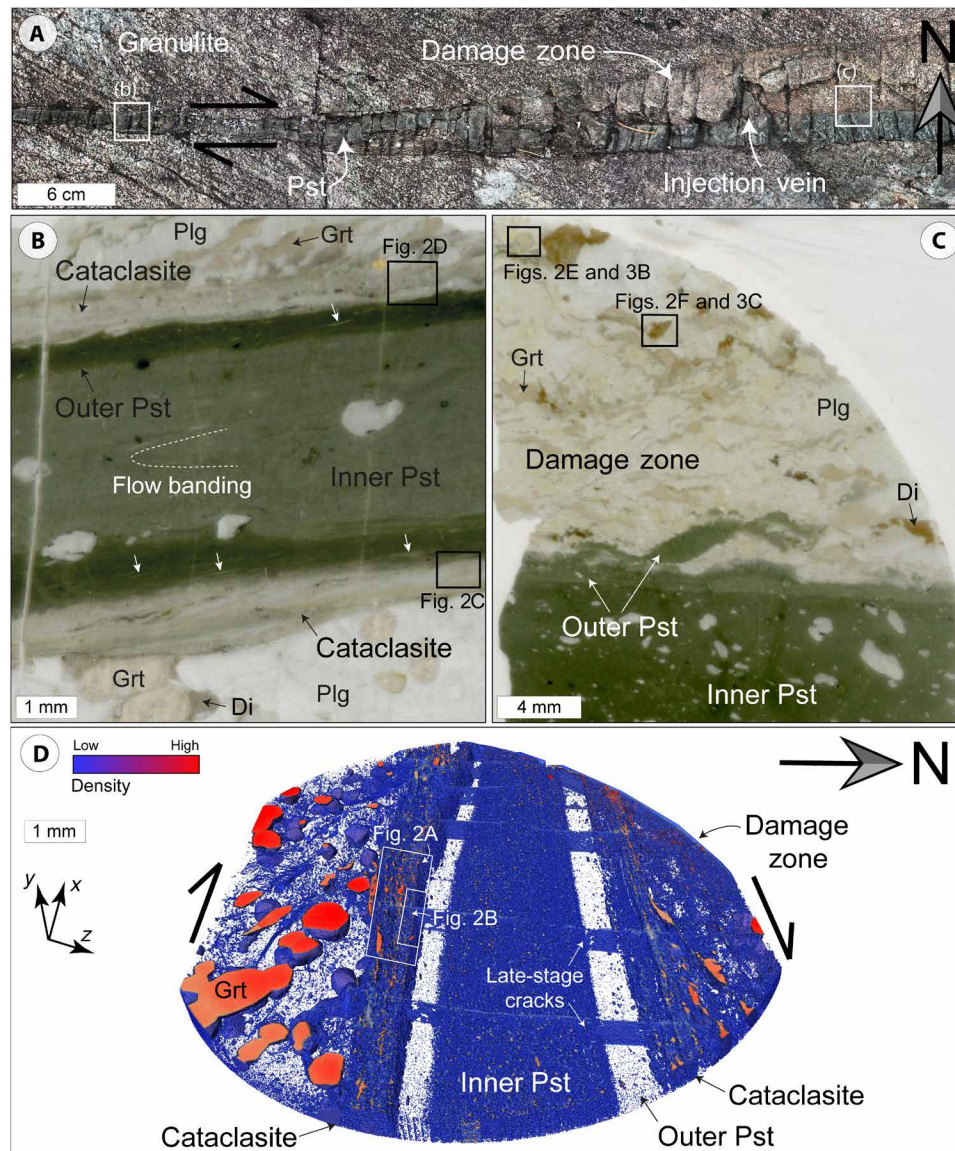 A
Granulite
(b)
Damage zone
(c)
N
Pst
Injection vein
6 cm
B
Plg
Grt
Fig. 2D
Cataclasite
Outer Pst
Inner Pst
Flow banding
Fig. 2C
Cataclasite
Grt
Di
Plg
1 mm
C
Figs. 2E and 3B
Figs. 2F and 3C
Grt
Plg
Damage zone
Di
Outer Pst
Inner Pst
4 mm
D
Low High
Density
N
1 mm
Fig. 2A
Damage
zone
y
x
z
Fig. 2B
Late-stage
cracks
Grt
Inner Pst
Cataclasite
Cataclasite
Outer Pst